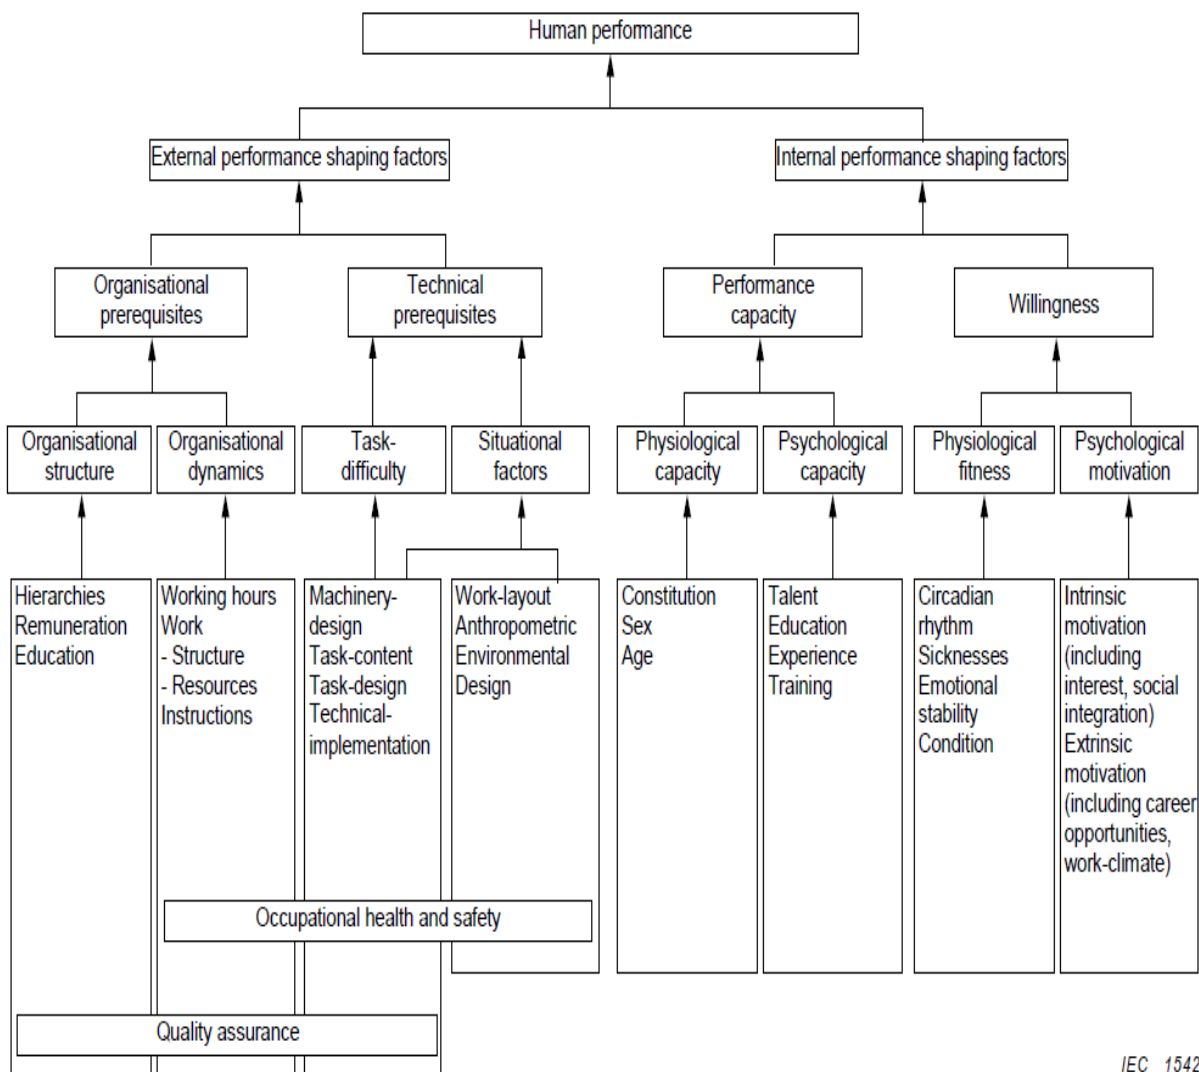 Human performance
External performance shaping factors
Internal performance shaping factors
Organisational
prerequisites
Technical
prerequisites
Performance
capacity
Willingness
Organisational
structure
Organisational
dynamics
Task-
difficulty
Situational
factors
Physiological
capacity
Psychological
capacity
Physiological
fitness
Psychological
motivation
Hierarchies
Remuneration
Education
Working hours
Work
- Structure
- Resources
Instructions
Machinery-
design
Task-content
Task-design
Technical-
implementation
Work-layout
Anthropometric
Environmental
Design
Constitution
Sex
Age
Talent
Education
Experience
Training
Circadian
rhythm
Sicknesses
Emotional
stability
Condition
Intrinsic
motivation
(including
interest, social
integration)
Extrinsic
motivation
(including career
opportunities,
work-climate)
Occupational health and safety
Quality assurance
IEC 1542